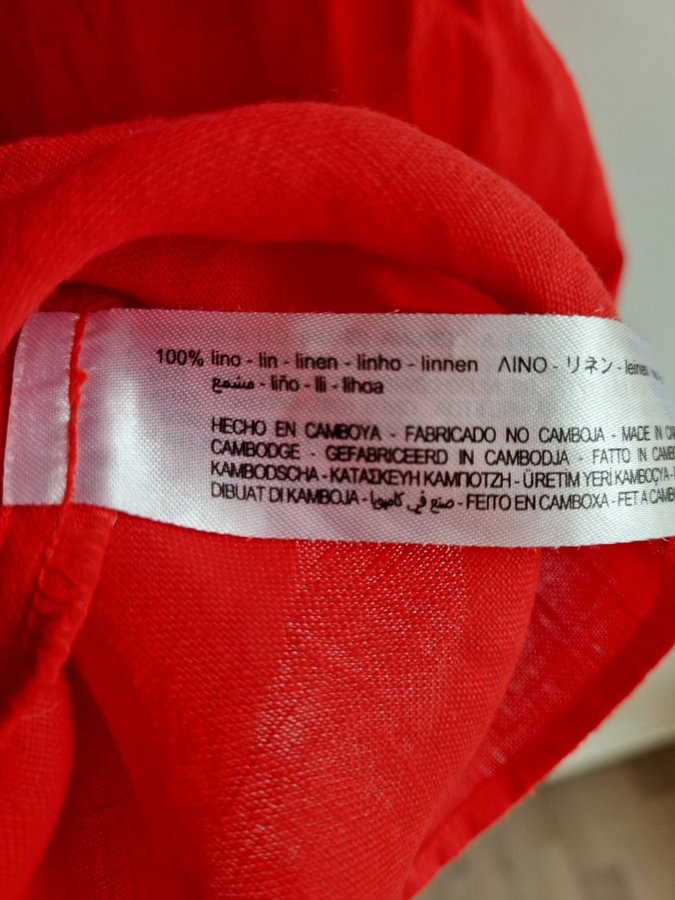 100% lino - lin - linen - linho - linnen ΛΙΝΟ - リネン - leinen
مشمع - liño - lli - lihoa
HECHO EN CAMBOYA - FABRICADO NO CAMBOJA - MADE IN
CAMBODGE - GEFABRICEERD IN CAMBODJA - FATTO IN
KAMBODSCHA - ΚΑΤΑΣΚΕΥΗ ΚΑΜΠΟΤΖΗ - ÜRETIM YERİ KAMBOÇYA -
DIBUAT DI KAMBOJA - صنع في كامبوديا - FEITO EN CAMBOXA - FET A